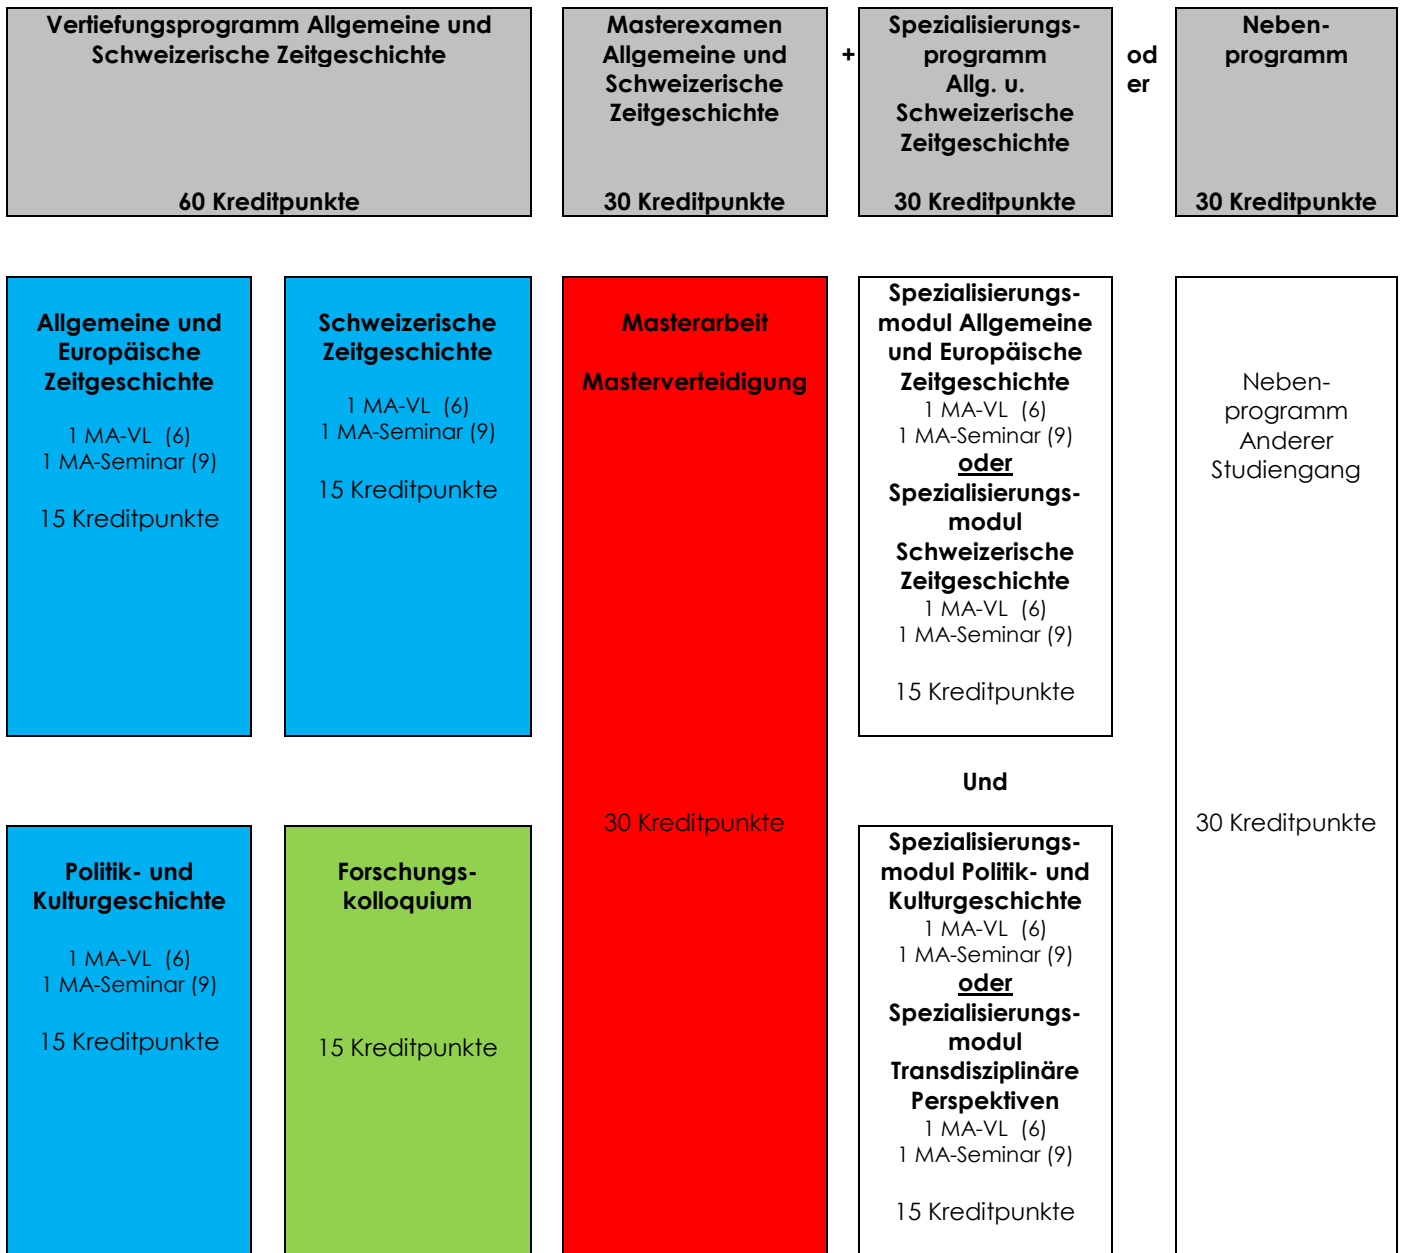 Vertiefungsprogramm Allgemeine und
Schweizerische Zeitgeschichte
60 Kreditpunkte
Masterexamen
Allgemeine und
Schweizerische
Zeitgeschichte
30 Kreditpunkte
+
Spezialisierungs-
programm
Allg. u.
Schweizerische
Zeitgeschichte
30 Kreditpunkte
od
er
Neben-
programm
30 Kreditpunkte
Allgemeine und
Europäische
Zeitgeschichte
1 MA-VL (6)
1 MA-Seminar (9)
15 Kreditpunkte
Schweizerische
Zeitgeschichte
1 MA-VL (6)
1 MA-Seminar (9)
15 Kreditpunkte
Masterarbeit
Masterverteidigung
30 Kreditpunkte
Spezialisierungs-
modul Allgemeine
und Europäische
Zeitgeschichte
1 MA-VL (6)
1 MA-Seminar (9)
oder
Spezialisierungs-
modul
Schweizerische
Zeitgeschichte
1 MA-VL (6)
1 MA-Seminar (9)
15 Kreditpunkte
Neben-
programm
Anderer
Studiengang
30 Kreditpunkte
Und
Politik- und
Kulturgeschichte
1 MA-VL (6)
1 MA-Seminar (9)
15 Kreditpunkte
Forschungs-
kolloquium
15 Kreditpunkte
Spezialisierungs-
modul Politik- und
Kulturgeschichte
1 MA-VL (6)
1 MA-Seminar (9)
oder
Spezialisierungs-
modul
Transdisziplinäre
Perspektiven
1 MA-VL (6)
1 MA-Seminar (9)
15 Kreditpunkte